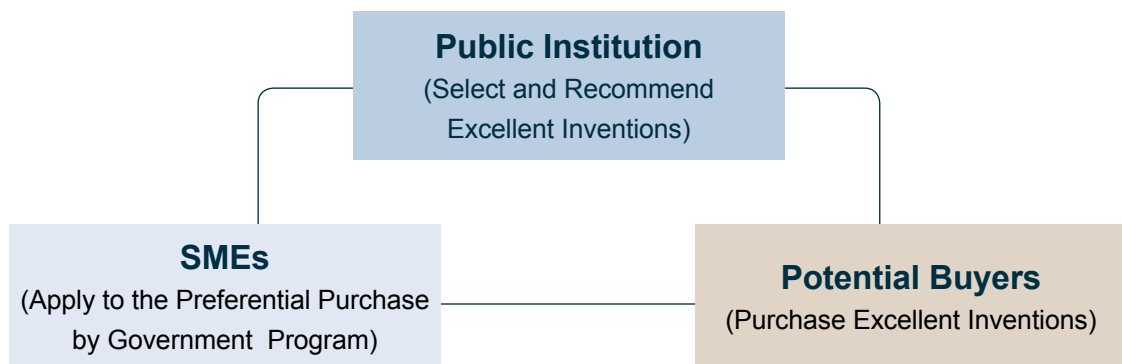 Public Institution
(Select and Recommend
Excellent Inventions)
SMEs
(Apply to the Preferential Purchase
by Government Program)
Potential Buyers
(Purchase Excellent Inventions)